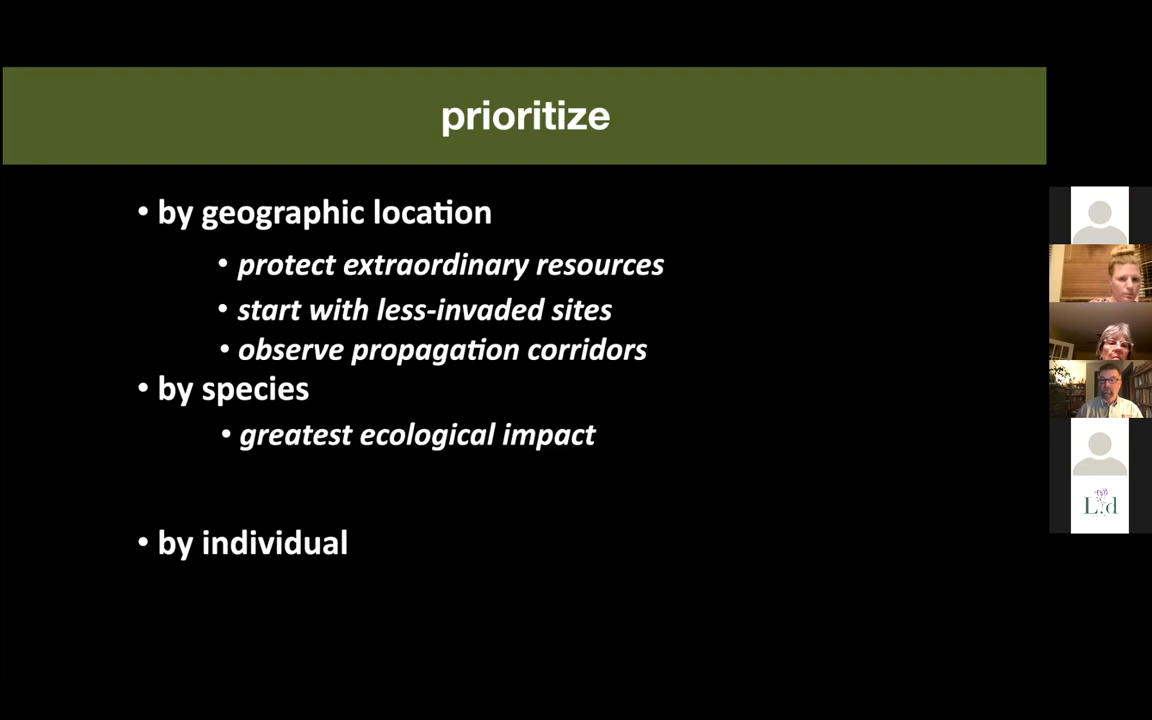 prioritize
• by geographic location
• protect extraordinary resources
• start with less-invaded sites
• observe propagation corridors
• by species
• greatest ecological impact
• by individual